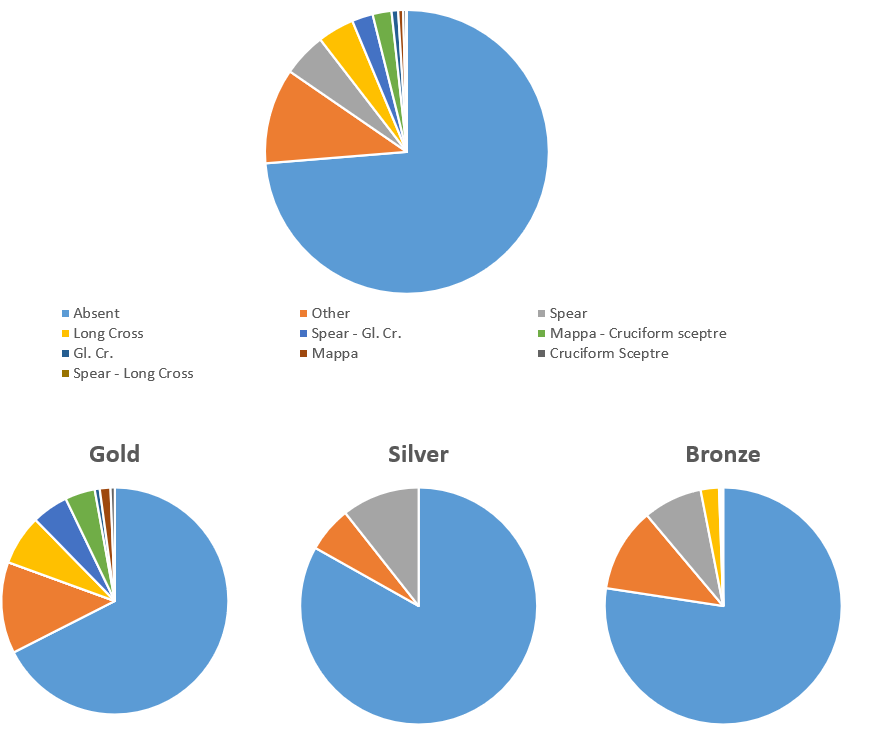 Absent Other Spear
Long Cross Spear - Gl. Cr. Mappa - Cruciform sceptre
Gl. Cr. Mappa Cruciform Sceptre
Spear - Long Cross
Gold Silver Bronze